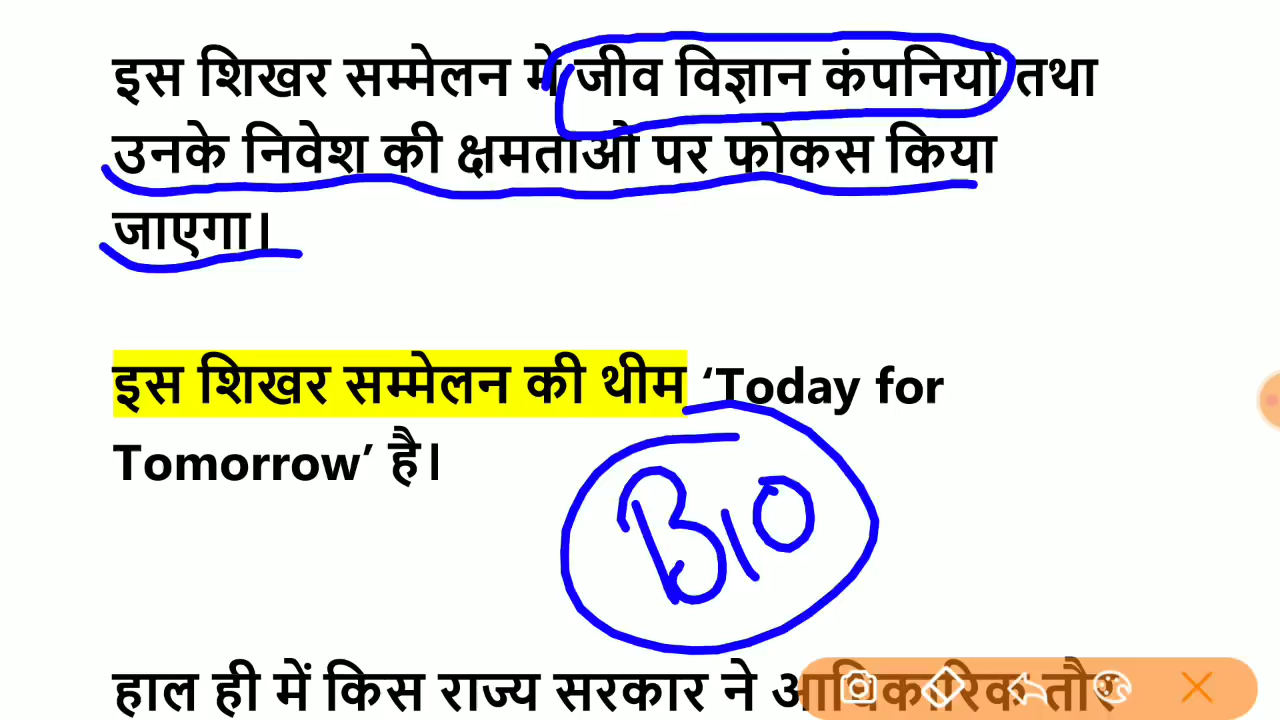 इस शिखर सम्मेलन मे जीव विज्ञान कंपनियों तथा
उनके निवेश की क्षमताओं पर फोकस किया
जाएगा।
इस शिखर सम्मेलन की थीम ‘Today for
Tomorrow’ है।
BIO
हाल ही में किस राज्य सरकार ने आधिकारिक तौर